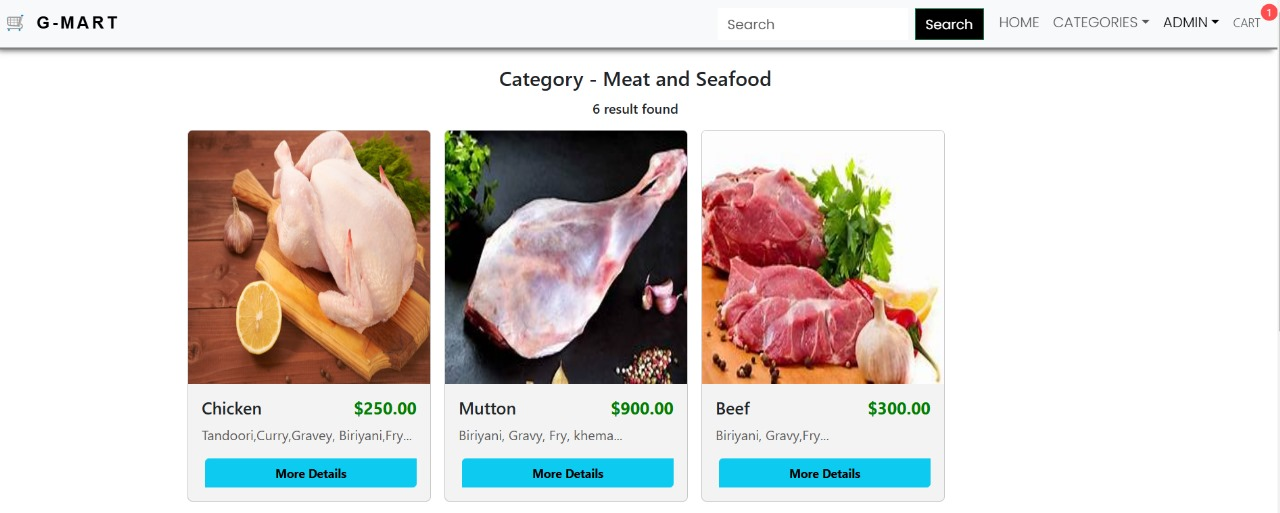 G-MART
Search
Search
HOME
CATEGORIES
ADMIN
CART
1
Category - Meat and Seafood
6 result found
Chicken $250.00
Tandoori,Curry,Gravey, Biriyani,Fry...
More Details
Mutton $900.00
Biriyani, Gravy, Fry, khema...
More Details
Beef $300.00
Biriyani, Gravy,Fry...
More Details